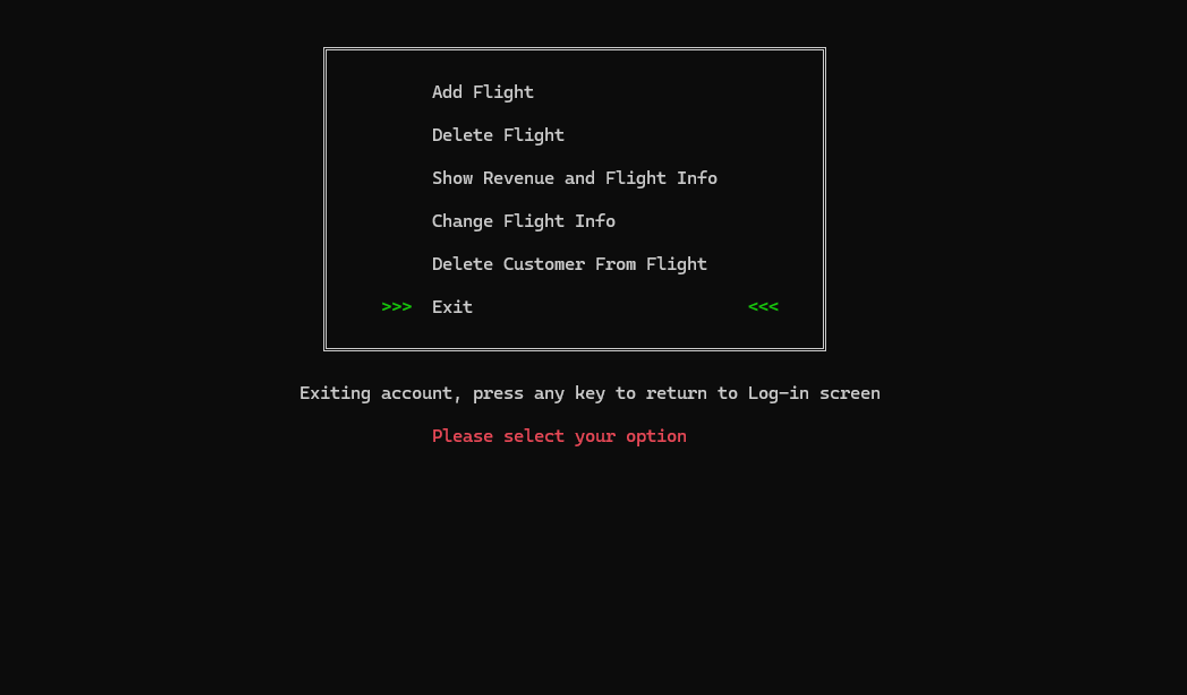 Add Flight
Delete Flight
Show Revenue and Flight Info
Change Flight Info
Delete Customer From Flight
>>> Exit <<<
Exiting account, press any key to return to Log-in screen
Please select your option